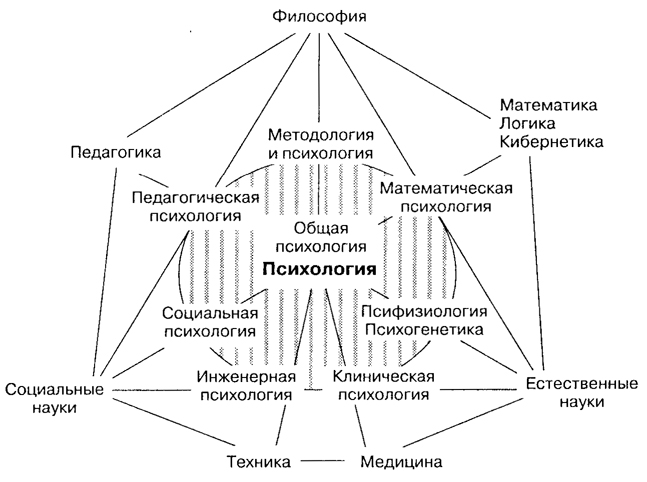 Философия
Математика
Логика
Кибернетика
Педагогика
Методология
и психология
Педагогическая
психология
Математическая
психология
Общая
психология
Психология
Социальная
психология
Псифизиология
Психогенетика
Социальные
науки
Инженерная
психология
Клиническая
психология
Естественные
науки
Техника
Медицина